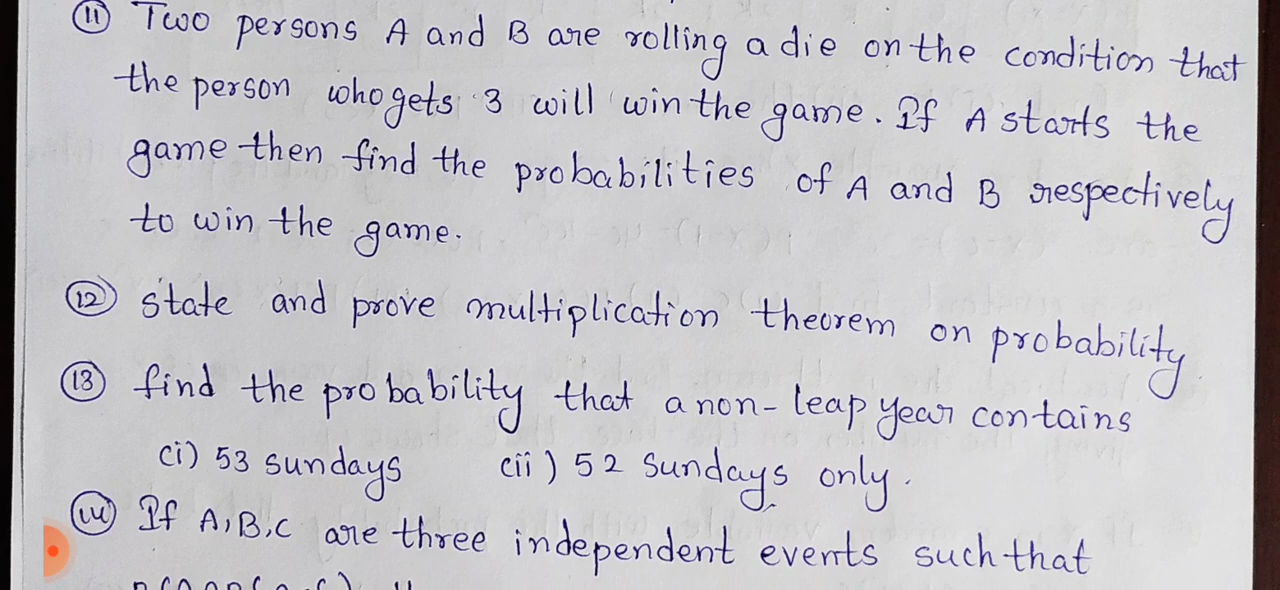 11 Two persons A and B are rolling a die on the condition that
the person who gets 3 will win the game. If A starts the
game then find the probabilities of A and B respectively
to win the game.
12 state and prove multiplication theorem on probability
13 find the probability that a non-leap year contains
(i) 53 sundays (ii) 52 Sundays only.
14 If A,B,C are three independent events such that